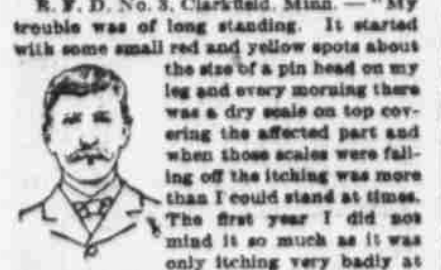 R. F. D. No. 3, Clarkfield, Minn. — "My
trouble was of long standing. It started
with some small red and yellow spots about
the size of a pin head on my
leg and every morning there
was a dry scale on top cov-
ering the affected part and
when those scales were fall-
ing off the itching was more
than I could stand at times.
The first year I did not
mind it so much as it was
only itching very badly at